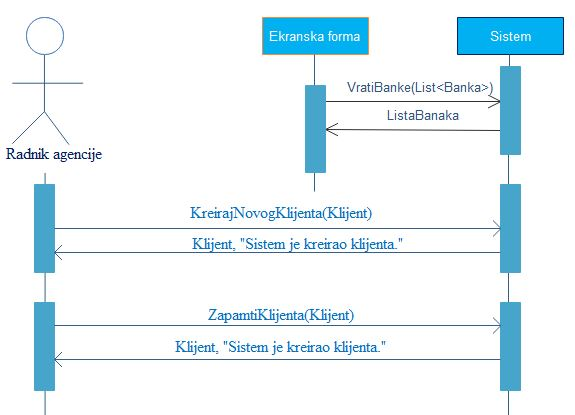 Ekranska forma
Sistem
VratiBanke(List<Banka>)
ListaBanaka
Radnik agencije
KreirajNovogKlijenta(Klijent)
Klijent, "Sistem je kreirao klijenta."
ZapamtiKlijenta(Klijent)
Klijent, "Sistem je kreirao klijenta."